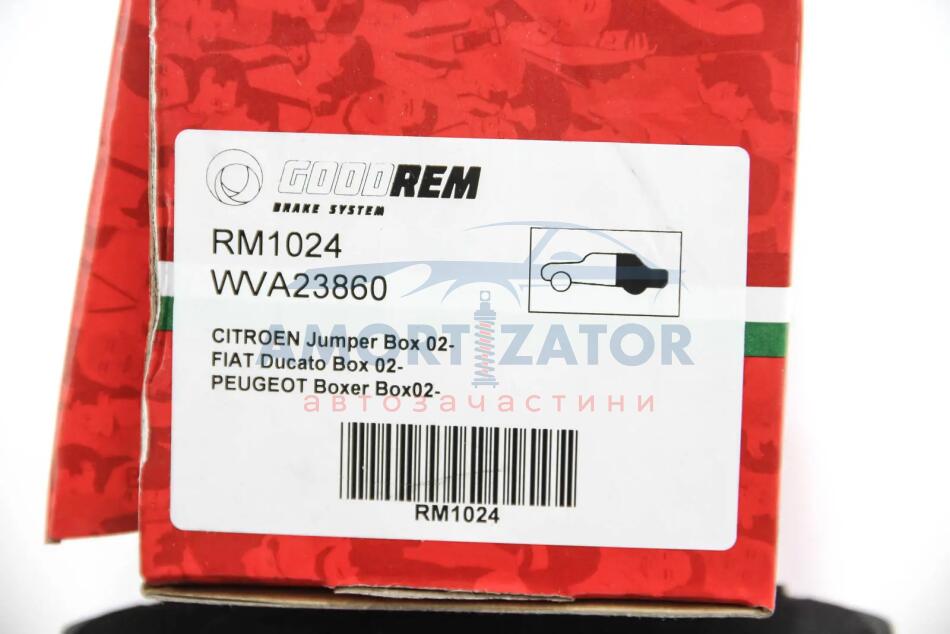 GOODREM
BRAKE SYSTEM
RM1024
WVA23860
CITROEN Jumper Box 02-
FIAT Ducato Box 02-
PEUGEOT Boxer Box02-
RM1024
AMORTIZATOR
автозачастини